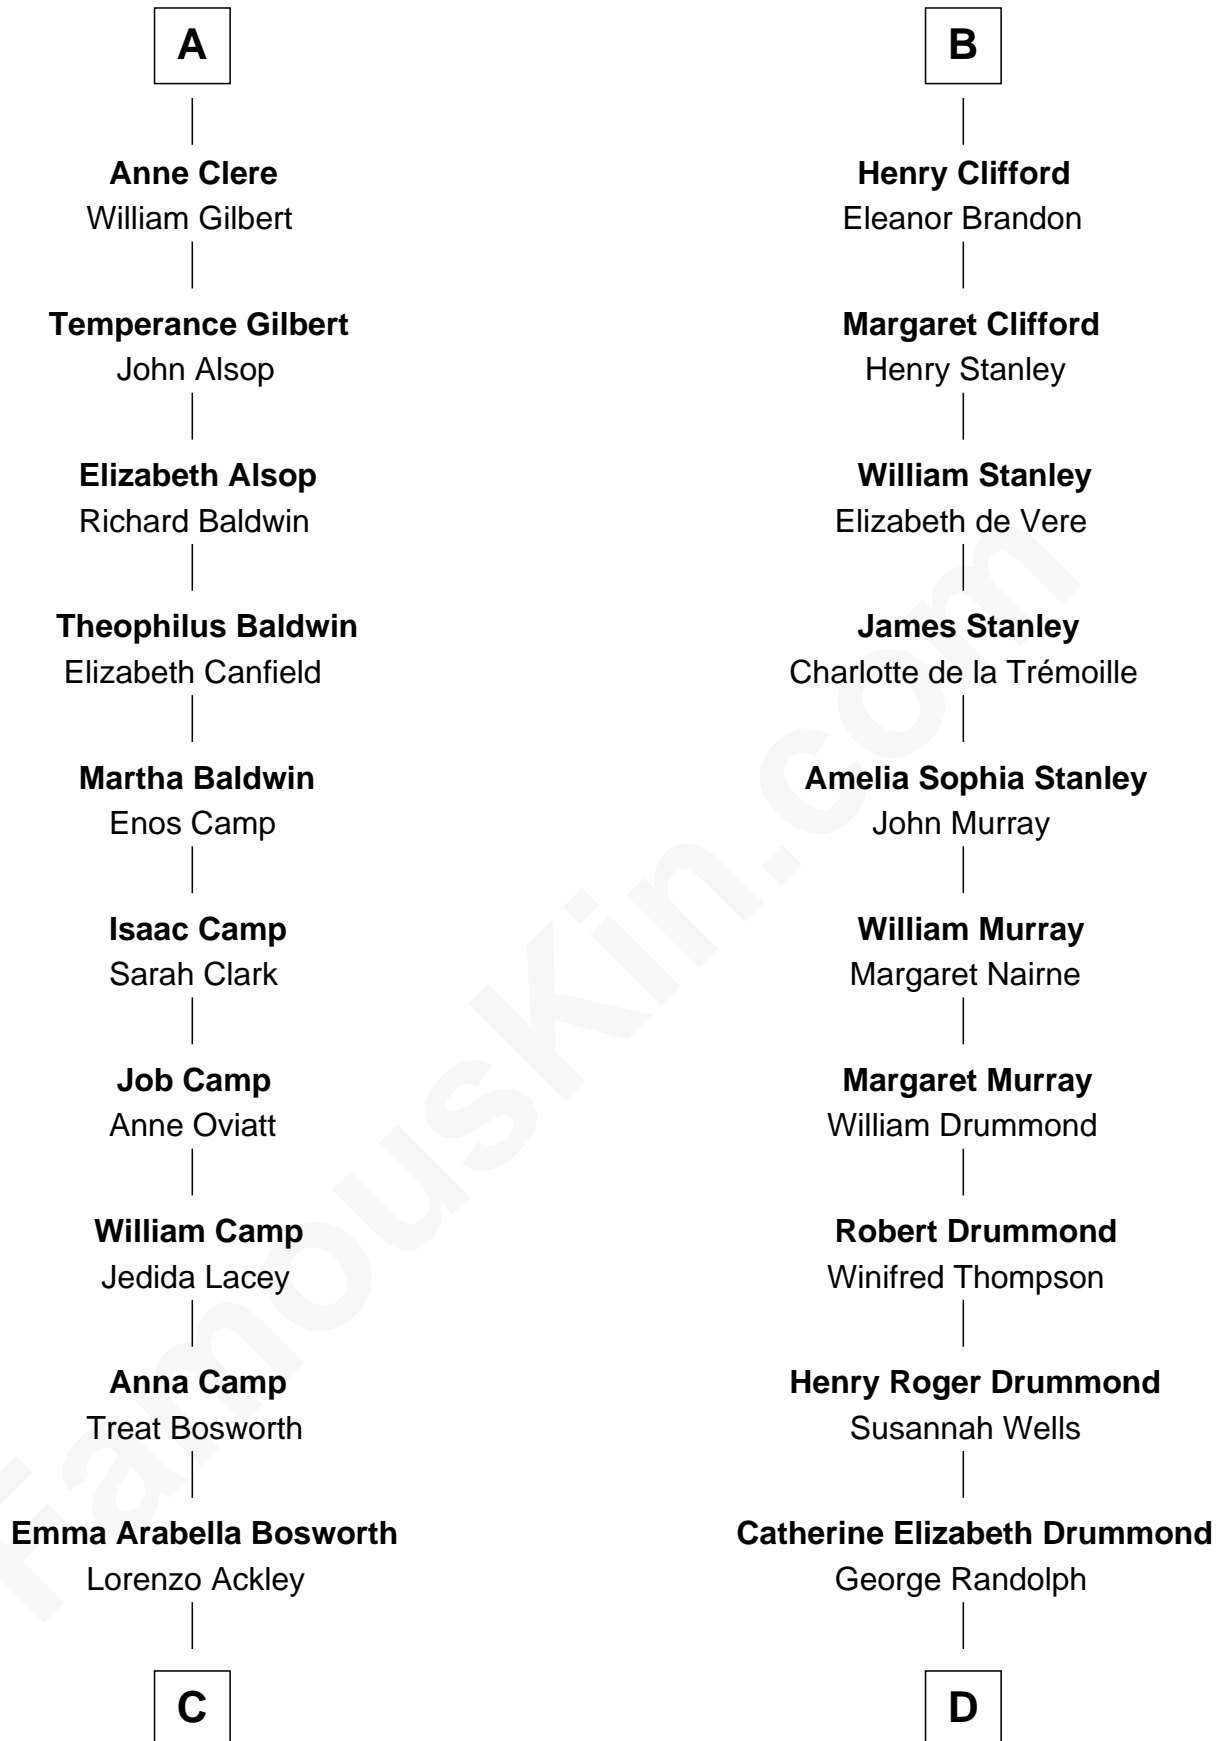 A
Anne Clere
William Gilbert
Temperance Gilbert
John Alsop
Elizabeth Alsop
Richard Baldwin
Theophilus Baldwin
Elizabeth Canfield
Martha Baldwin
Enos Camp
Isaac Camp
Sarah Clark
Job Camp
Anne Oviatt
William Camp
Jedida Lacey
Anna Camp
Treat Bosworth
Emma Arabella Bosworth
Lorenzo Ackley
C
B
Henry Clifford
Eleanor Brandon
Margaret Clifford
Henry Stanley
William Stanley
Elizabeth de Vere
James Stanley
Charlotte de la Trémoille
Amelia Sophia Stanley
John Murray
William Murray
Margaret Nairne
Margaret Murray
William Drummond
Robert Drummond
Winifred Thompson
Henry Roger Drummond
Susannah Wells
Catherine Elizabeth Drummond
George Randolph
D
FamousKin.com